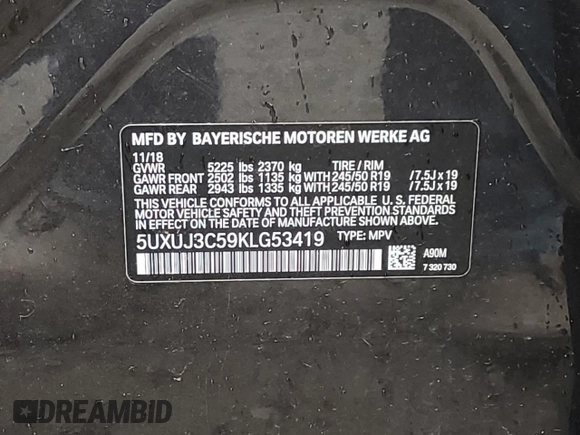 MFD BY BAYERISCHE MOTOREN WERKE AG
11/18
GVWR 5225 lbs 2370 kg TIRE / RIM
GAWR FRONT 2502 lbs 1135 kg WITH 245/50 R19 /7.5J x 19
GAWR REAR 2943 lbs 1335 kg WITH 245/50 R19 /7.5J x 19
THIS VEHICLE CONFORMS TO ALL APPLICABLE U. S. FEDERAL
MOTOR VEHICLE SAFETY, BUMPER, AND THEFT PREVENTION
STANDARDS IN EFFECT ON THE DATE OF MANUFACTURE SHOWN ABOVE.
5UXUJ3C59KLG53419 TYPE: MPV
A90M
7 320 730
DREAMBID